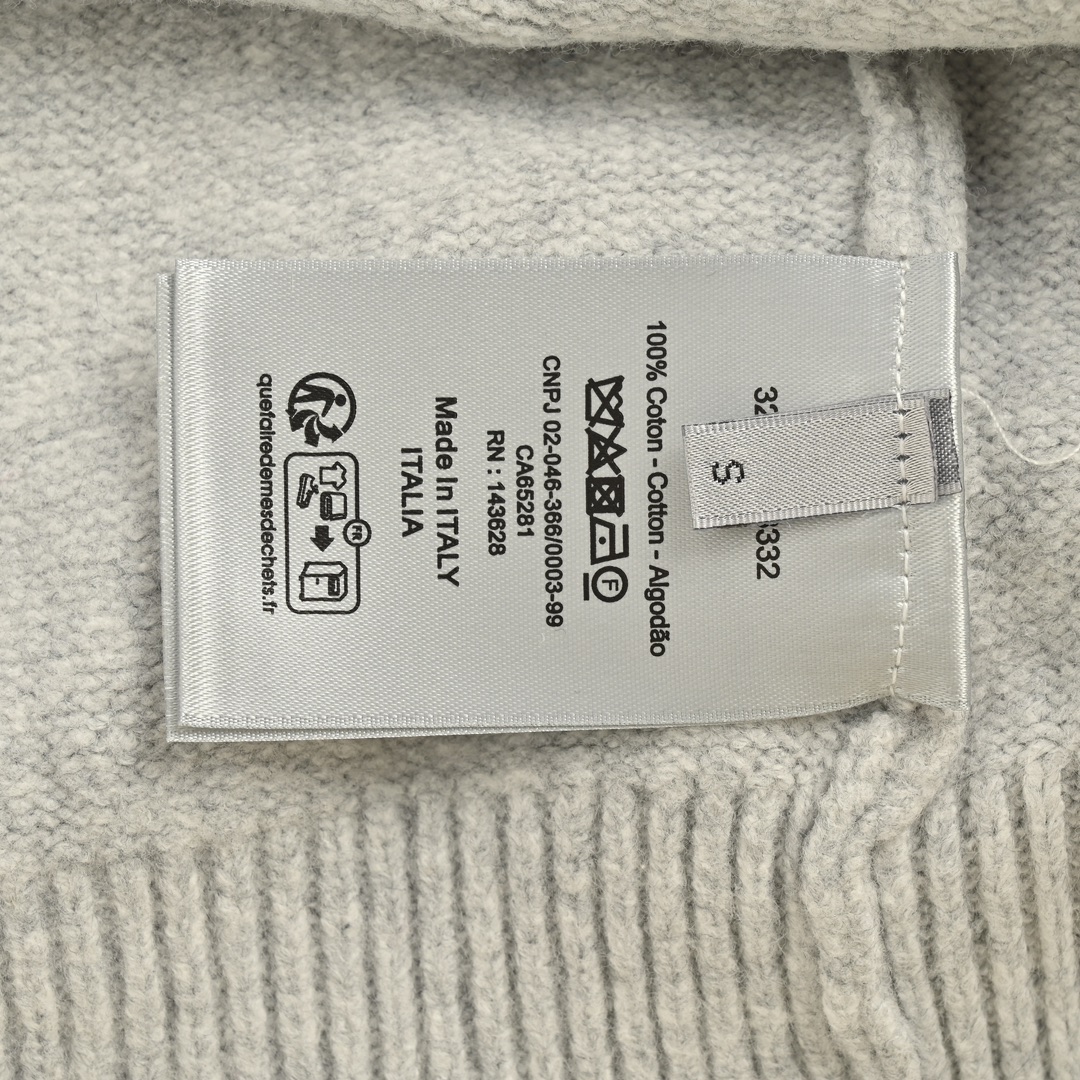 32
332
S
100% Coton - Cotton - Algodão
F
CNPJ 02-046-366/0003-99
CA65281
RN : 143628
Made In ITALY
ITALIA
FR
quefairedemesdechets.fr